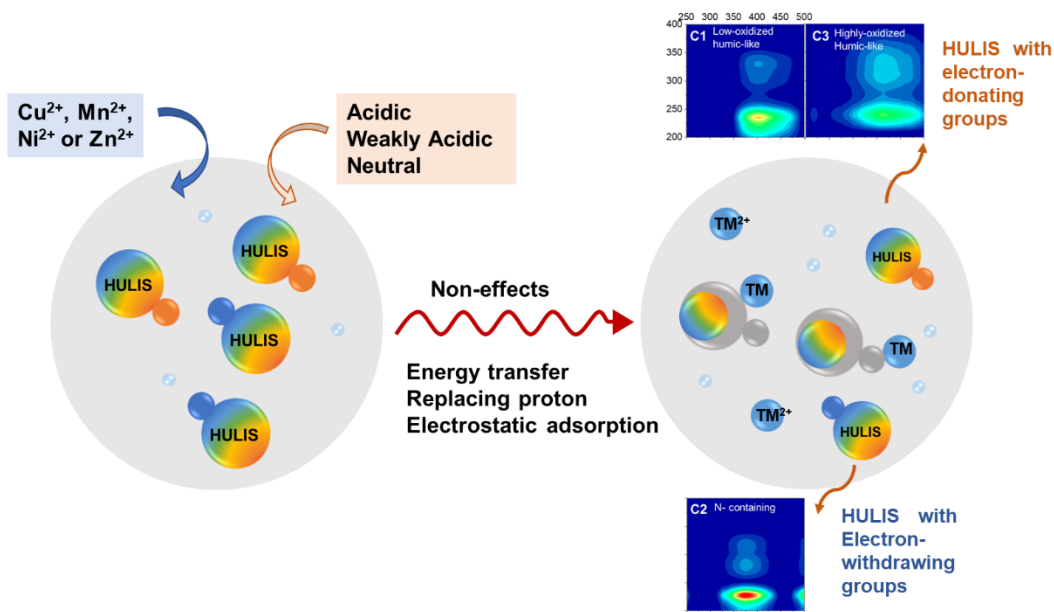 Cu²⁺, Mn²⁺,
Ni²⁺ or Zn²⁺
Acidic
Weakly Acidic
Neutral
HULIS
HULIS
HULIS
HULIS
Non-effects
Energy transfer
Replacing proton
Electrostatic adsorption
250 300 350 400 450 500
400
350
300
250
200
C1 Low-oxidized
humic-like
C3 Highly-oxidized
Humic-like
HULIS with
electron-
donating
groups
TM²⁺
HULIS
TM
TM
TM²⁺
HULIS
C2 N- containing
HULIS with
Electron-
withdrawing
groups